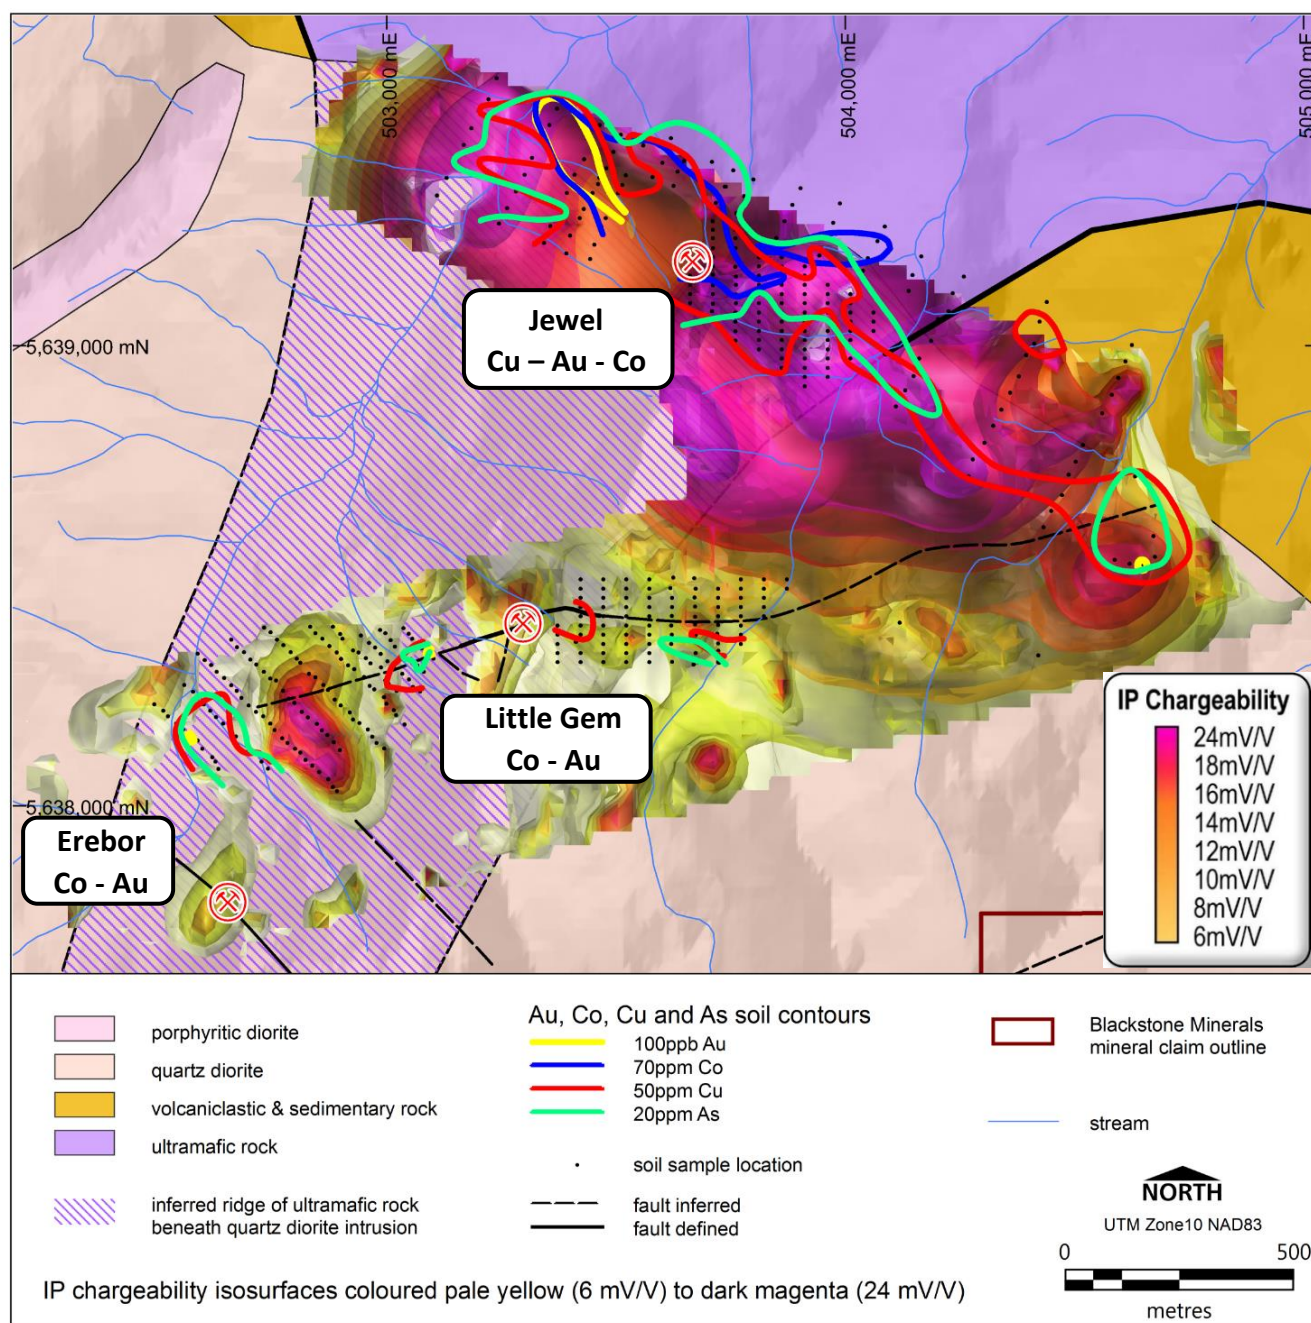 503,000 mE
504,000 mE
505,000 mE
5,639,000 mN
Jewel
Cu – Au - Co
Little Gem
Co - Au
5,638,000 mN
Erebor
Co - Au
IP Chargeability
24mV/V
18mV/V
16mV/V
14mV/V
12mV/V
10mV/V
8mV/V
6mV/V
porphyritic diorite
quartz diorite
volcaniclastic & sedimentary rock
ultramafic rock
inferred ridge of ultramafic rock
beneath quartz diorite intrusion
Au, Co, Cu and As soil contours
100ppb Au
70ppm Co
50ppm Cu
20ppm As
soil sample location
fault inferred
fault defined
Blackstone Minerals
mineral claim outline
stream
NORTH
UTM Zone10 NAD83
0 500
metres
IP chargeability isosurfaces coloured pale yellow (6 mV/V) to dark magenta (24 mV/V)